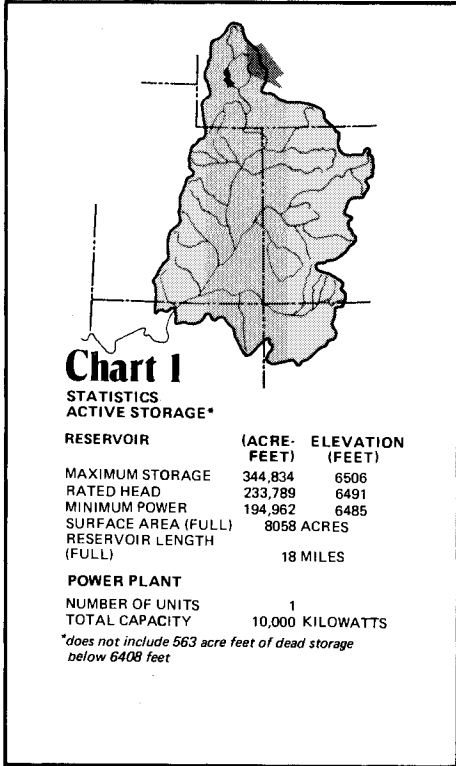 Chart 1
STATISTICS
ACTIVE STORAGE*
RESERVOIR (ACRE- ELEVATION
FEET) (FEET)
MAXIMUM STORAGE 344,834 6506
RATED HEAD 233,789 6491
MINIMUM POWER 194,962 6485
SURFACE AREA (FULL) 8058 ACRES
RESERVOIR LENGTH
(FULL) 18 MILES
POWER PLANT
NUMBER OF UNITS 1
TOTAL CAPACITY 10,000 KILOWATTS
*does not include 563 acre feet of dead storage
below 6408 feet